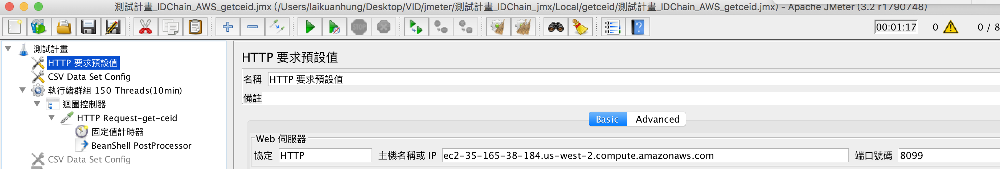 測試計畫_IDChain_AWS_getceid.jmx (/Users/laikuanhung/Desktop/VID/jmeter/測試計畫_IDChain_jmx/Local/getceid/測試計畫_IDChain_AWS_getceid.jmx) - Apache JMeter (3.2 r1790748)
STOP
?
00:01:17 0 0 / 8
測試計畫
HTTP 要求預設值
CSV Data Set Config
執行緒群組 150 Threads(10min)
迴圈控制器
HTTP Request-get-ceid
固定值計時器
BeanShell PostProcessor
CSV Data Set Config
HTTP 要求預設值
名稱 HTTP 要求預設值
備註
Basic Advanced
Web 伺服器
協定 HTTP 主機名稱或 IP ec2-35-165-38-184.us-west-2.compute.amazonaws.com 端口號碼 8099